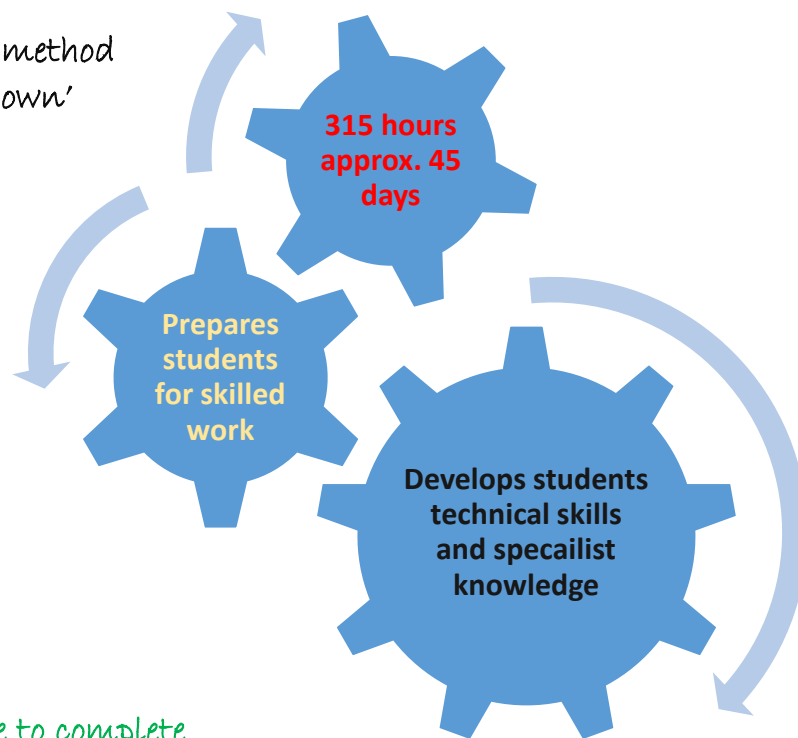 method
own'
315 hours
approx. 45
days
Prepares
students
for skilled
work
Develops students
technical skills
and specailist
knowledge
to complete